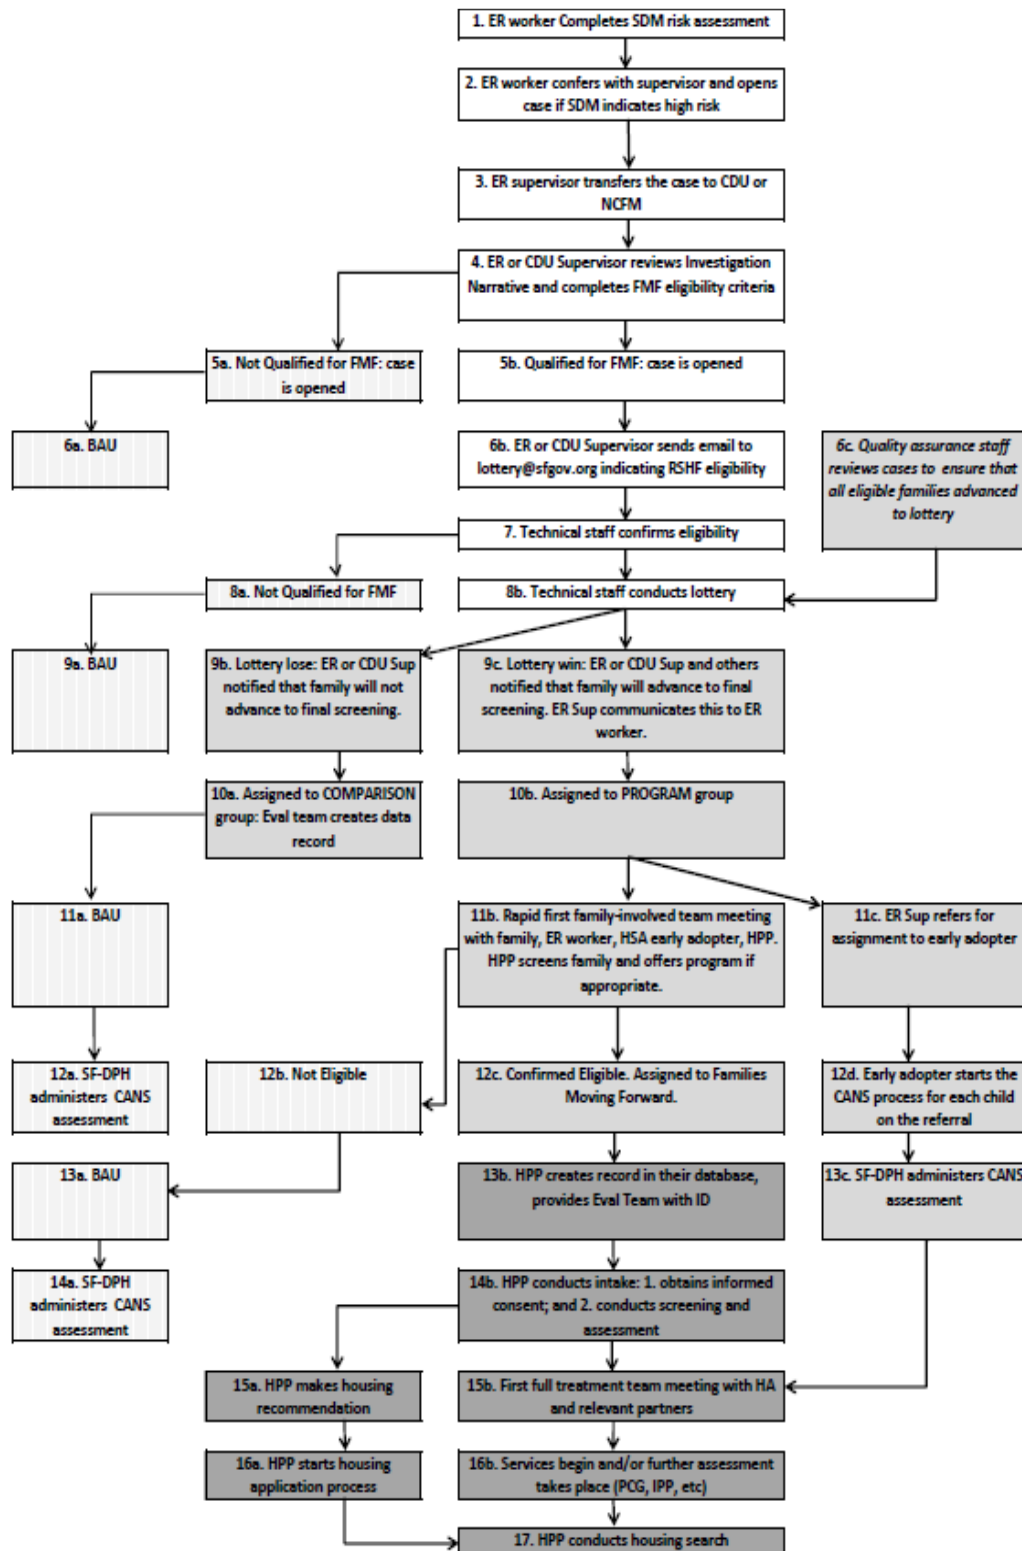 1. ER worker Completes SDM risk assessment
2. ER worker confers with supervisor and opens
case if SDM indicates high risk
3. ER supervisor transfers the case to CDU or
NCFM
4. ER or CDU Supervisor reviews Investigation
Narrative and completes FMF eligibility criteria
5a. Not Qualified for FMF: case
is opened
5b. Qualified for FMF: case is opened
6a. BAU
6b. ER or CDU Supervisor sends email to
lottery@sfgov.org indicating RSHF eligibility
6c. Quality assurance staff
reviews cases to ensure that
all eligible families advanced
to lottery
7. Technical staff confirms eligibility
8a. Not Qualified for FMF
8b. Technical staff conducts lottery
9a. BAU
9b. Lottery lose: ER or CDU Sup
notified that family will not
advance to final screening.
9c. Lottery win: ER or CDU Sup and others
notified that family will advance to final
screening. ER Sup communicates this to ER
worker.
10a. Assigned to COMPARISON
group: Eval team creates data
record
10b. Assigned to PROGRAM group
11a. BAU
11b. Rapid first family-involved team meeting
with family, ER worker, HSA early adopter, HPP.
HPP screens family and offers program if
appropriate.
11c. ER Sup refers for
assignment to early adopter
12a. SF-DPH
administers CANS
assessment
12b. Not Eligible
12c. Confirmed Eligible. Assigned to Families
Moving Forward.
12d. Early adopter starts the
CANS process for each child
on the referral
13a. BAU
13b. HPP creates record in their database,
provides Eval Team with ID
13c. SF-DPH administers CANS
assessment
14a. SF-DPH
administers CANS
assessment
14b. HPP conducts intake: 1. obtains informed
consent; and 2. conducts screening and
assessment
15a. HPP makes housing
recommendation
15b. First full treatment team meeting with HA
and relevant partners
16a. HPP starts housing
application process
16b. Services begin and/or further assessment
takes place (PCG, IPP, etc)
17. HPP conducts housing search